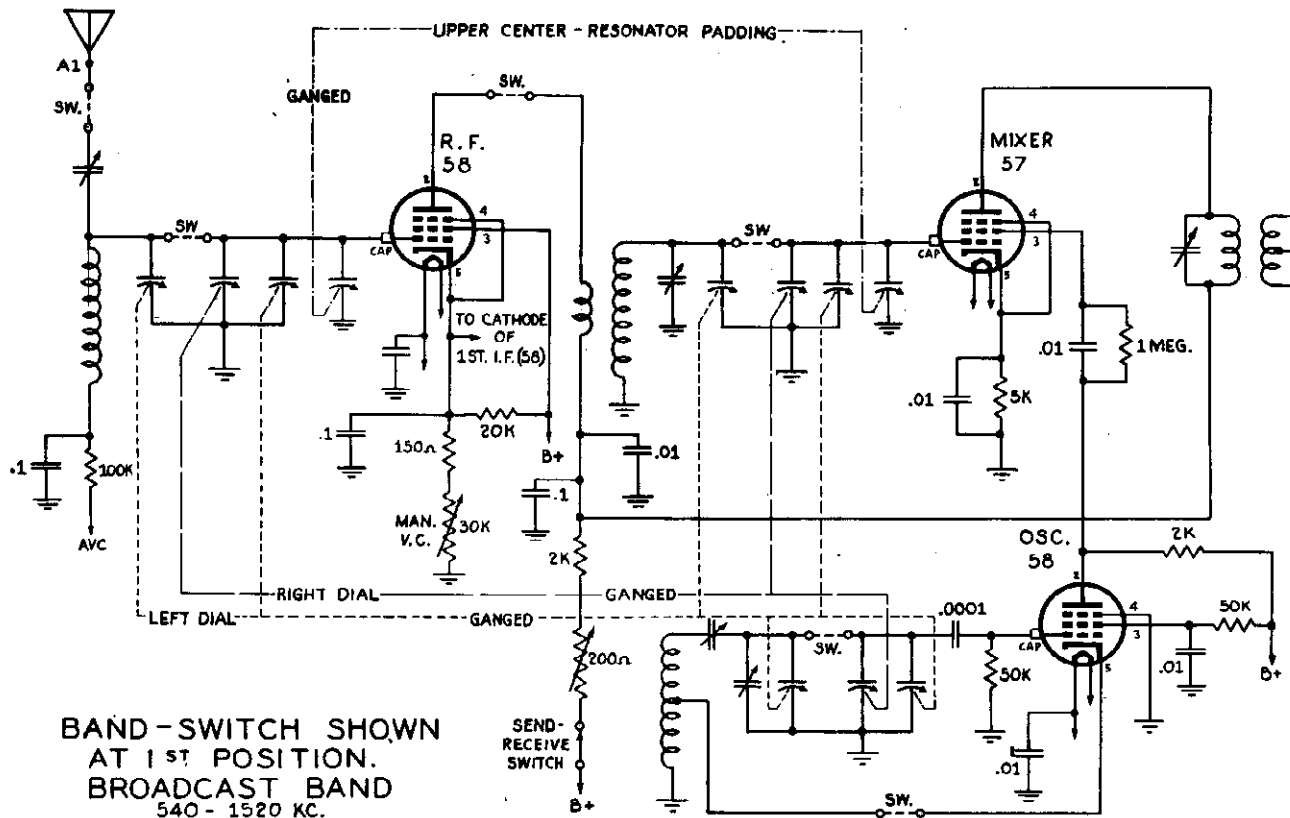 UPPER CENTER - RESONATOR PADDING
A1
SW.
GANGED
SW.
R.F.
58
MIXER
57
2
4
3
5
CAP
SW
2
4
3
5
CAP
SW
TO CATHODE
OF
1ST. I.F. (58)
.01
1 MEG.
.01
5K
.1
100K
AVC
.1
150Ω
20K
B+
MAN.
V.C.
30K
.01
.1
2K
OSC.
58
2K
RIGHT DIAL
GANGED
LEFT DIAL
GANGED
200Ω
.0001
SW.
50K
2
4
3
5
CAP
50K
.01
B+
BAND-SWITCH SHOWN
AT 1ST POSITION.
BROADCAST BAND
540 - 1520 KC.
SEND-
RECEIVE
SWITCH
B+
.01
SW.